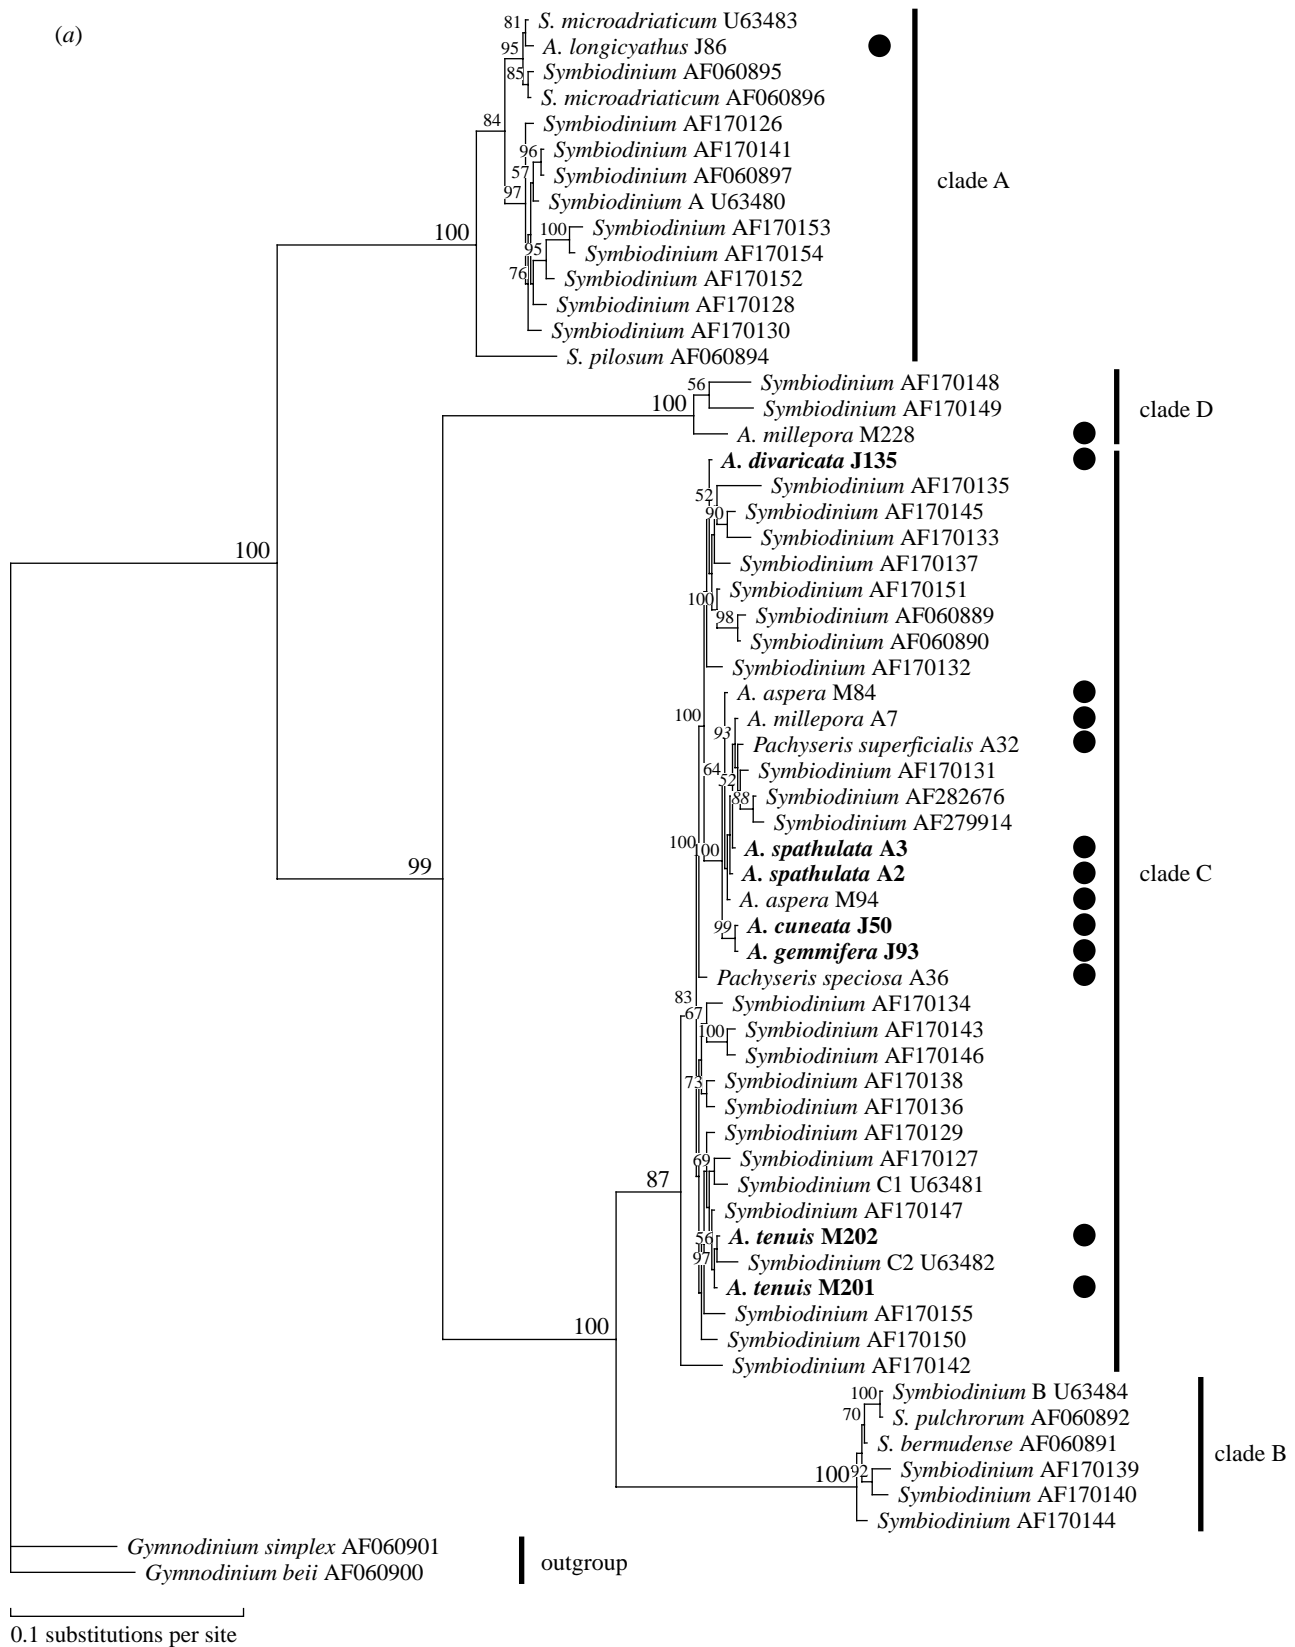 (a)
81 S. microadriaticum U63483
A. longicyathus J86
95
85 Symbiodinium AF060895
S. microadriaticum AF060896
84
Symbiodinium AF170126
96 Symbiodinium AF170141
57 Symbiodinium AF060897
97 Symbiodinium A U63480
clade A
100 Symbiodinium AF170153
100
95 Symbiodinium AF170154
76 Symbiodinium AF170152
Symbiodinium AF170128
Symbiodinium AF170130
S. pilosum AF060894
56 Symbiodinium AF170148
100 Symbiodinium AF170149
clade D
A. millepora M228
A. divaricata J135
52 Symbiodinium AF170135
90 Symbiodinium AF170145
Symbiodinium AF170133
100
Symbiodinium AF170137
100 Symbiodinium AF170151
98 Symbiodinium AF060889
Symbiodinium AF060890
Symbiodinium AF170132
A. aspera M84
100
93 A. millepora A7
Pachyseris superficialis A32
64 52 Symbiodinium AF170131
88 Symbiodinium AF282676
Symbiodinium AF279914
100 100 A. spathulata A3
99
A. spathulata A2
clade C
A. aspera M94
99 A. cuneata J50
A. gemmifera J93
Pachyseris speciosa A36
83 67 Symbiodinium AF170134
100 Symbiodinium AF170143
Symbiodinium AF170146
73 Symbiodinium AF170138
Symbiodinium AF170136
Symbiodinium AF170129
69 Symbiodinium AF170127
87 Symbiodinium C1 U63481
Symbiodinium AF170147
56 A. tenuis M202
97 Symbiodinium C2 U63482
A. tenuis M201
Symbiodinium AF170155
100 Symbiodinium AF170150
Symbiodinium AF170142
100 Symbiodinium B U63484
70 S. pulchrorum AF060892
S. bermudense AF060891
clade B
100 92 Symbiodinium AF170139
Symbiodinium AF170140
Symbiodinium AF170144
Gymnodinium simplex AF060901
outgroup
Gymnodinium beii AF060900
0.1 substitutions per site